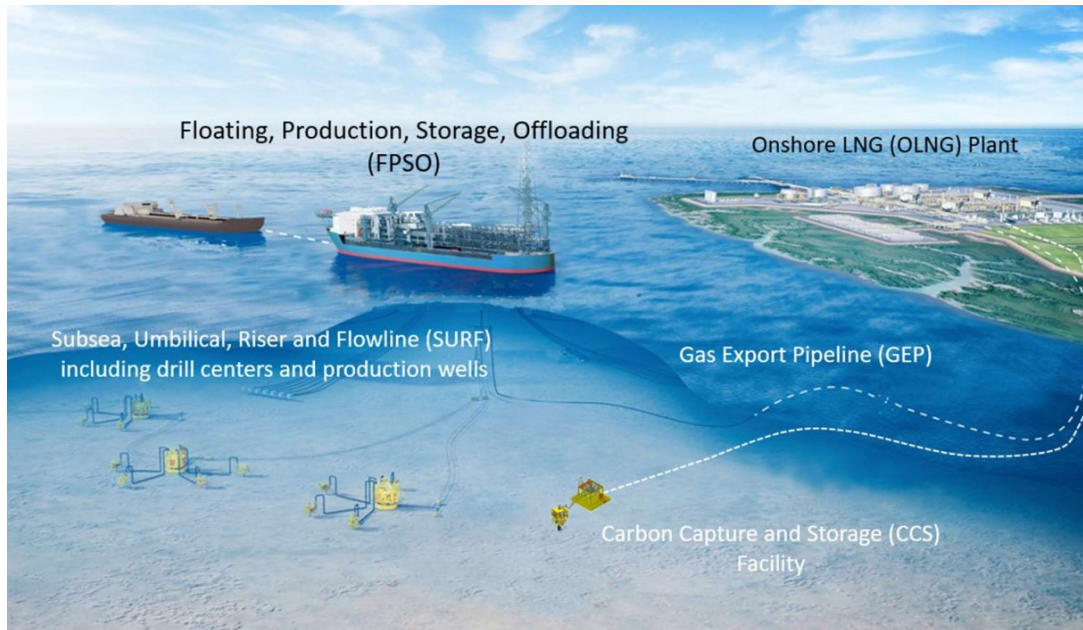 Floating, Production, Storage, Offloading
(FPSO)
Onshore LNG (OLNG) Plant
Subsea, Umbilical, Riser and Flowline (SURF)
including drill centers and production wells
Gas Export Pipeline (GEP)
Carbon Capture and Storage (CCS)
Facility